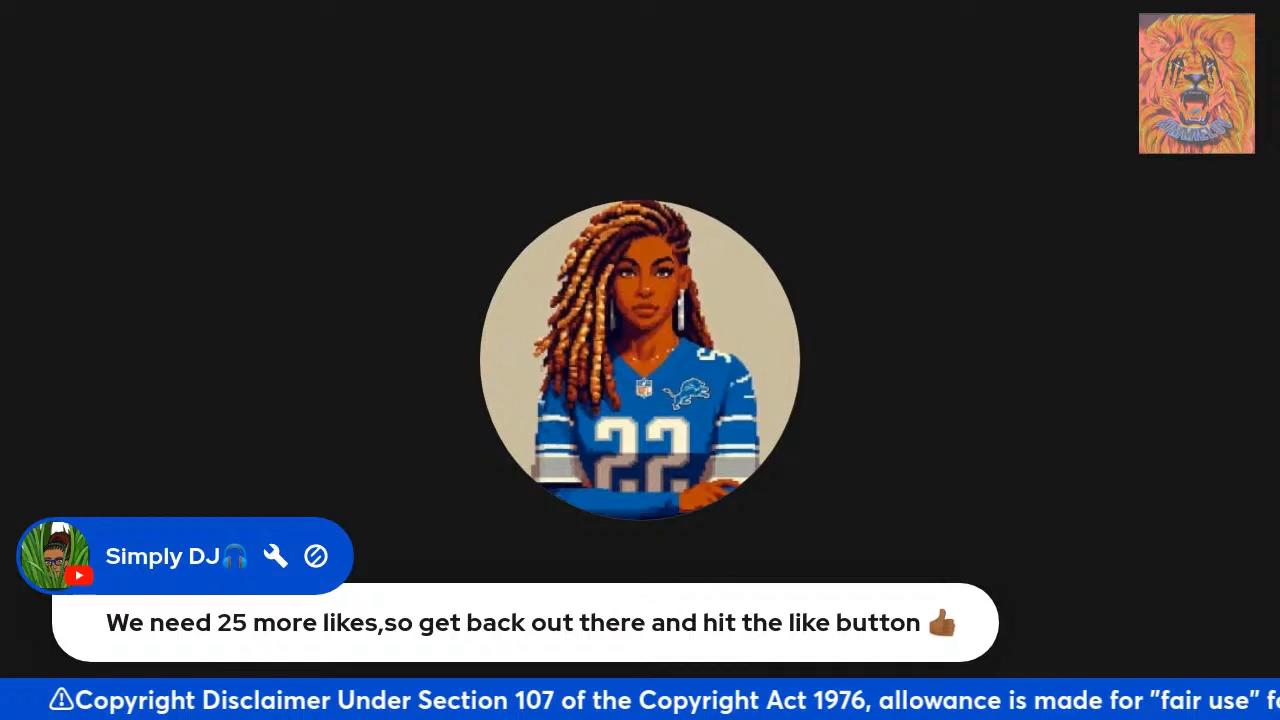 22
Simply DJ🎧
We need 25 more likes,so get back out there and hit the like button 👍🏾
⚠Copyright Disclaimer Under Section 107 of the Copyright Act 1976, allowance is made for "fair use" fo